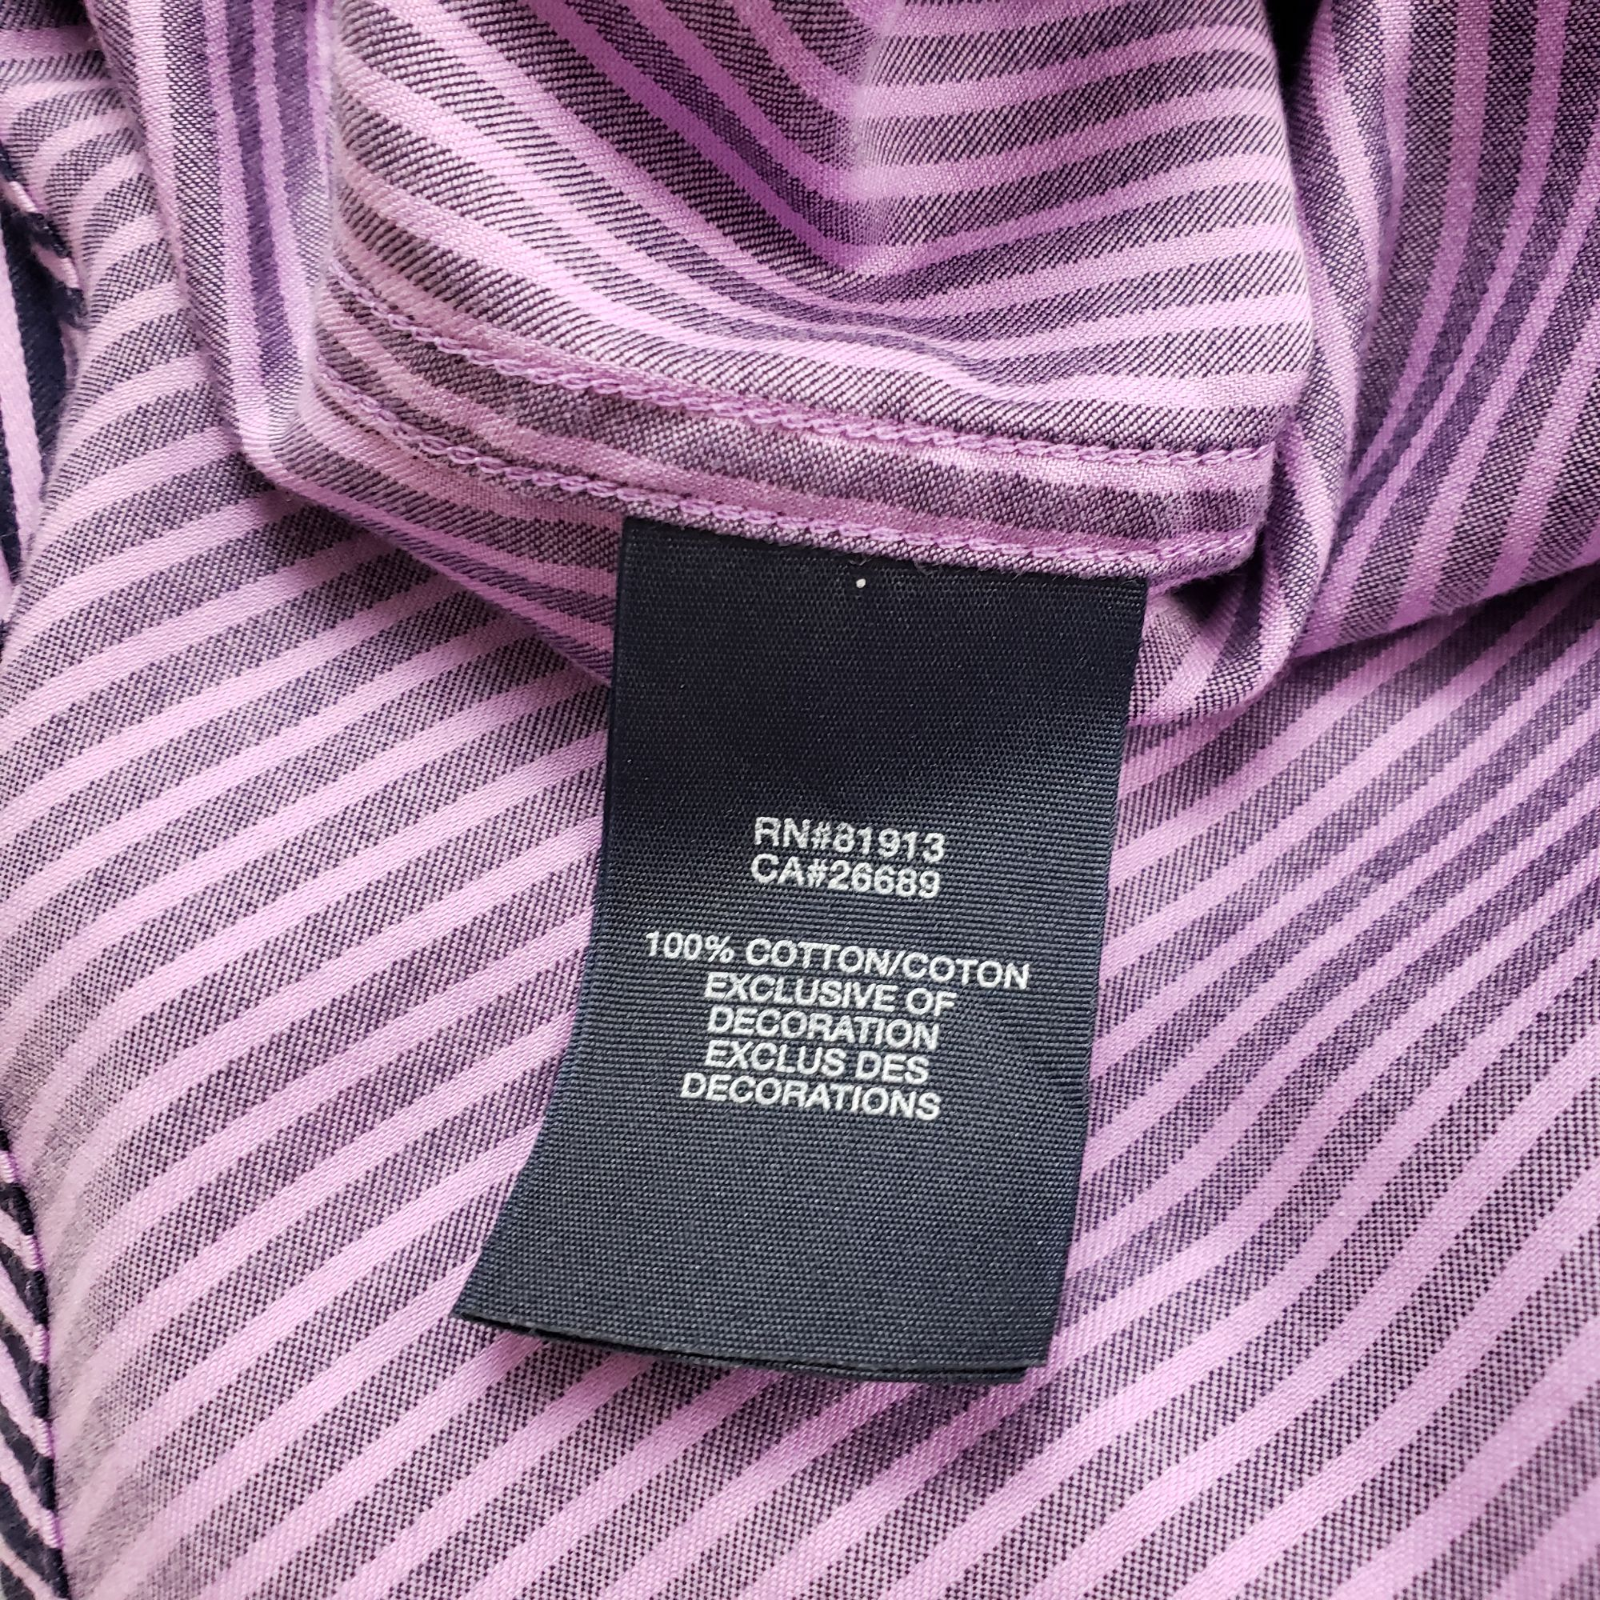 RN#81913
CA#26689
100% COTTON/COTON
EXCLUSIVE OF
DECORATION
EXCLUS DES
DECORATIONS